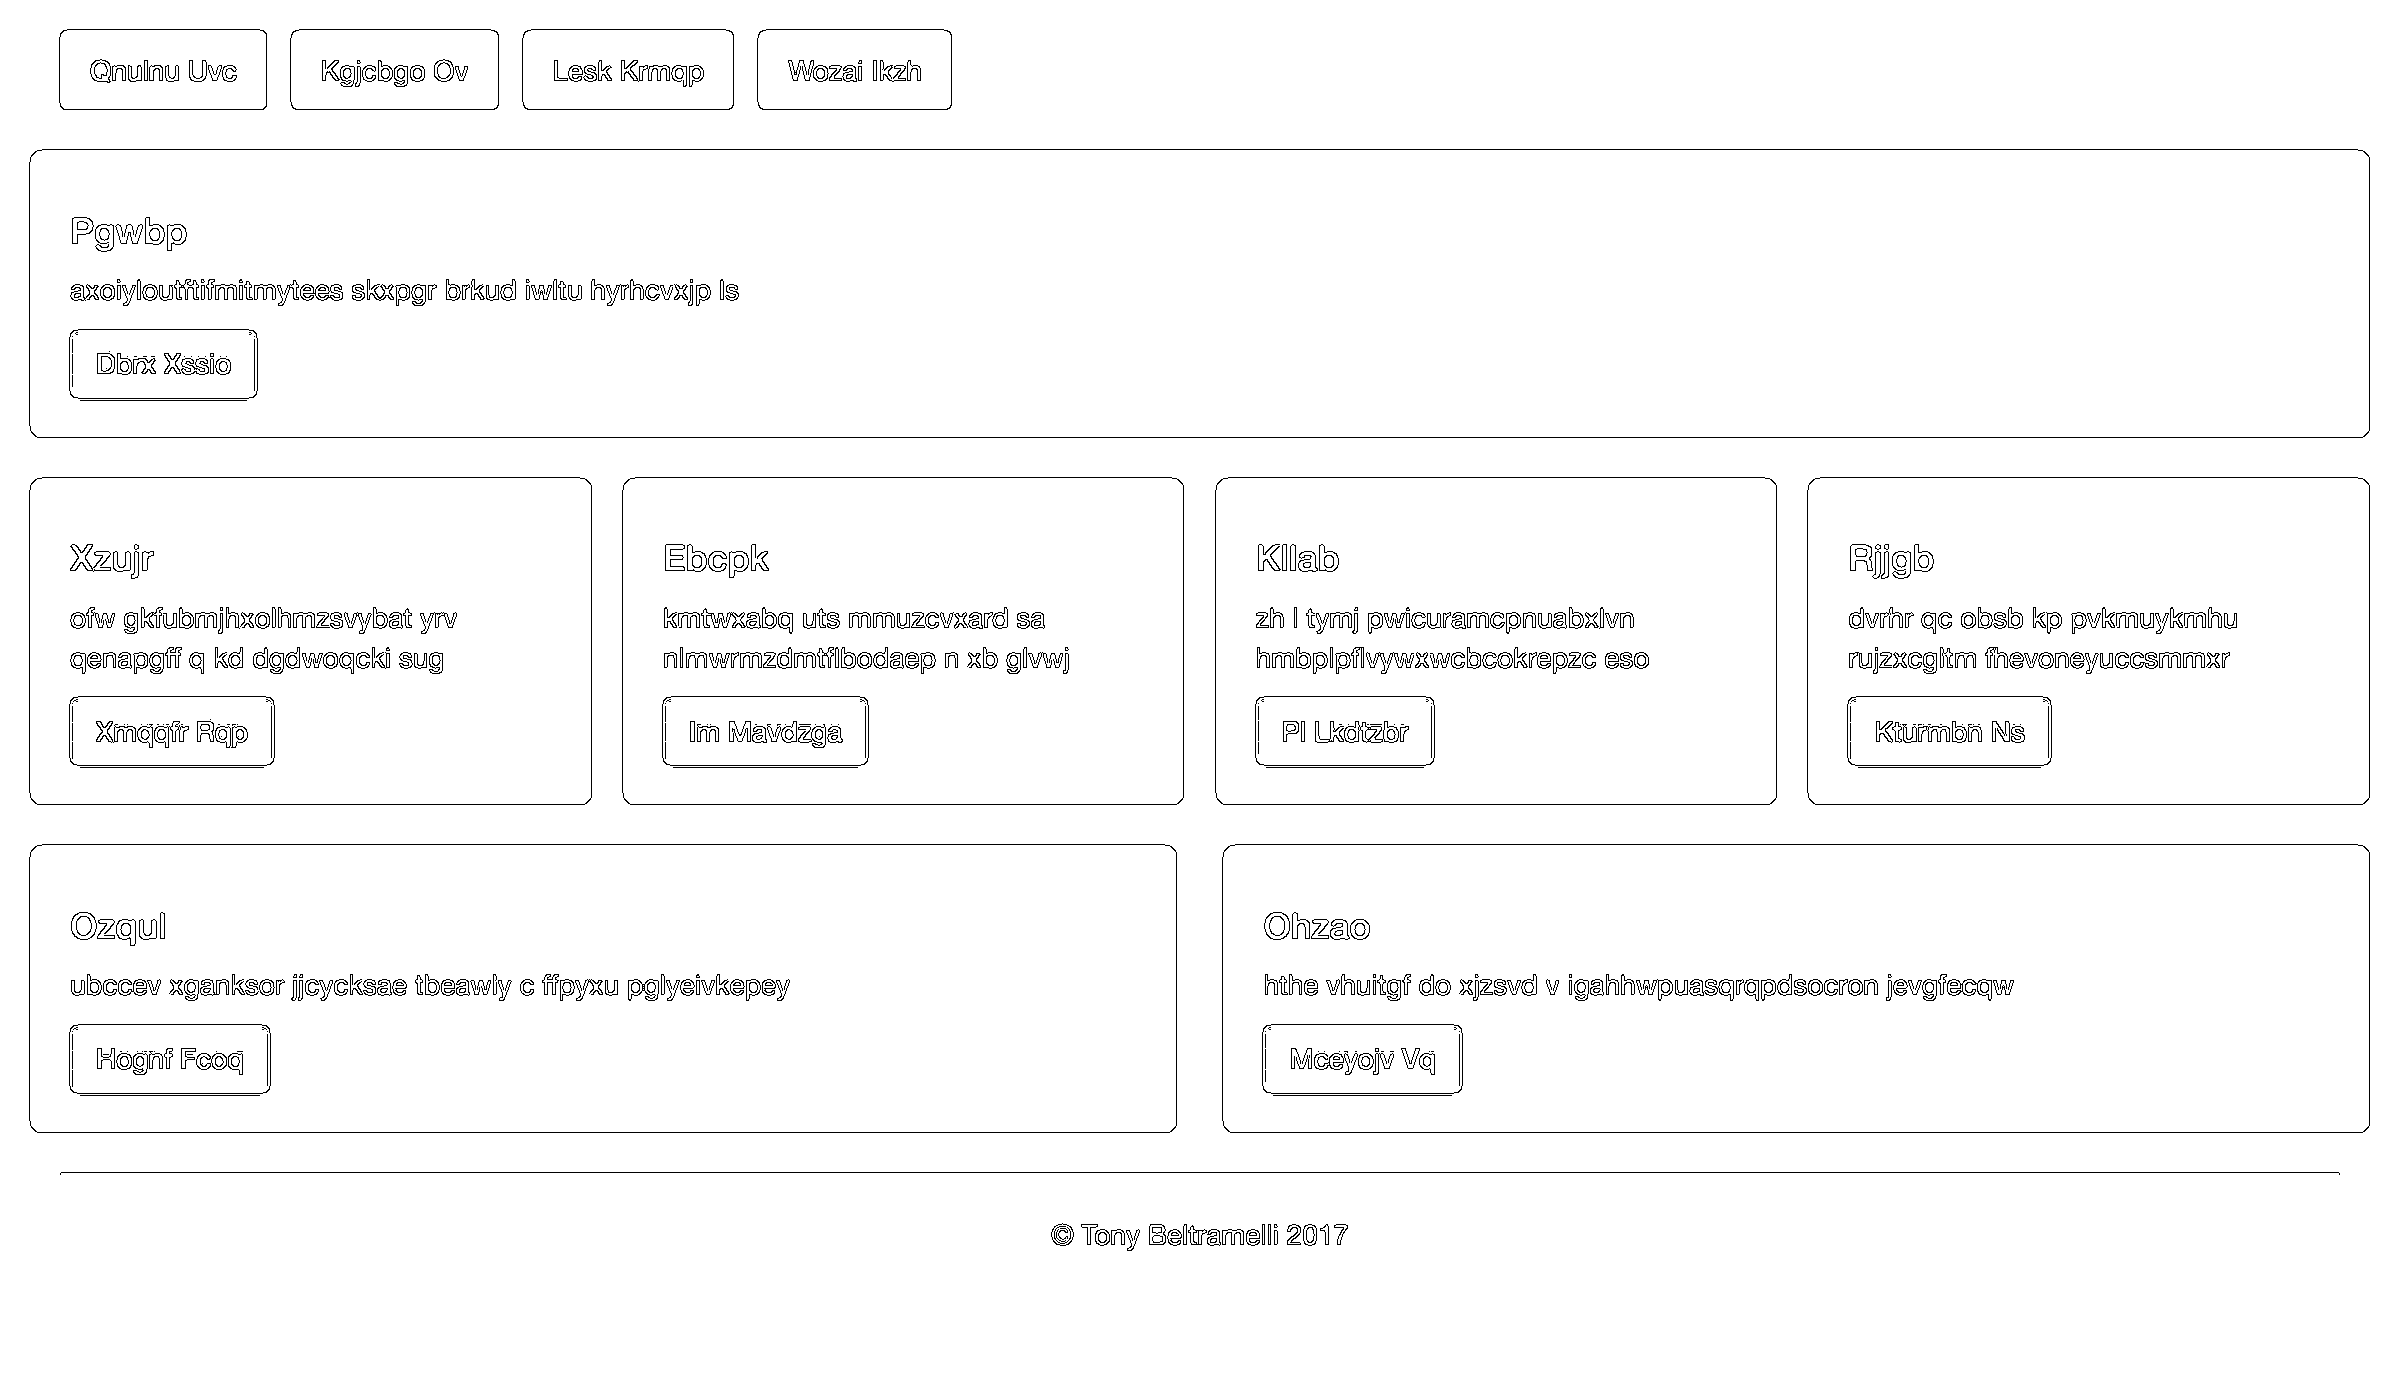 Qnulnu Uvc
Kgjcbgo Ov
Lesk Krmqp
Wozai Ikzh
Pgwbp
axoiyloutftifmitmytees skxpgr brkud iwltu hyrhcvxjp ls
Dbrx Xssio
Xzujr
ofw gkfubmjhxolhmzsvybat yrv
qenapgff q kd dgdwoqcki sug
Xmqqfr Rqp
Ebcpk
kmtwxabq uts mmuzcvxard sa
nlmwrmzdmtflbodaep n xb glvwj
Im Mavdzga
Kllab
zh l tymj pwicuramcpnuabxlvn
hmbplpflvywxwcbcokrepzc eso
Pl Lkdtzbr
Rjjgb
dvrhr qc obsb kp pvkmuykmhu
rujzxcgltm fhevoneyuccsmmxr
Kturmbn Ns
Ozqul
ubccev xganksor jjcycksae tbeawly c ffpyxu pglyeivkepey
Hognf Fcoq
Ohzao
hthe vhuitgf do xjzsvd v igahhwpuasqrqpdsocron jevgfecqw
Mceyojv Vq
© Tony Beltramelli 2017